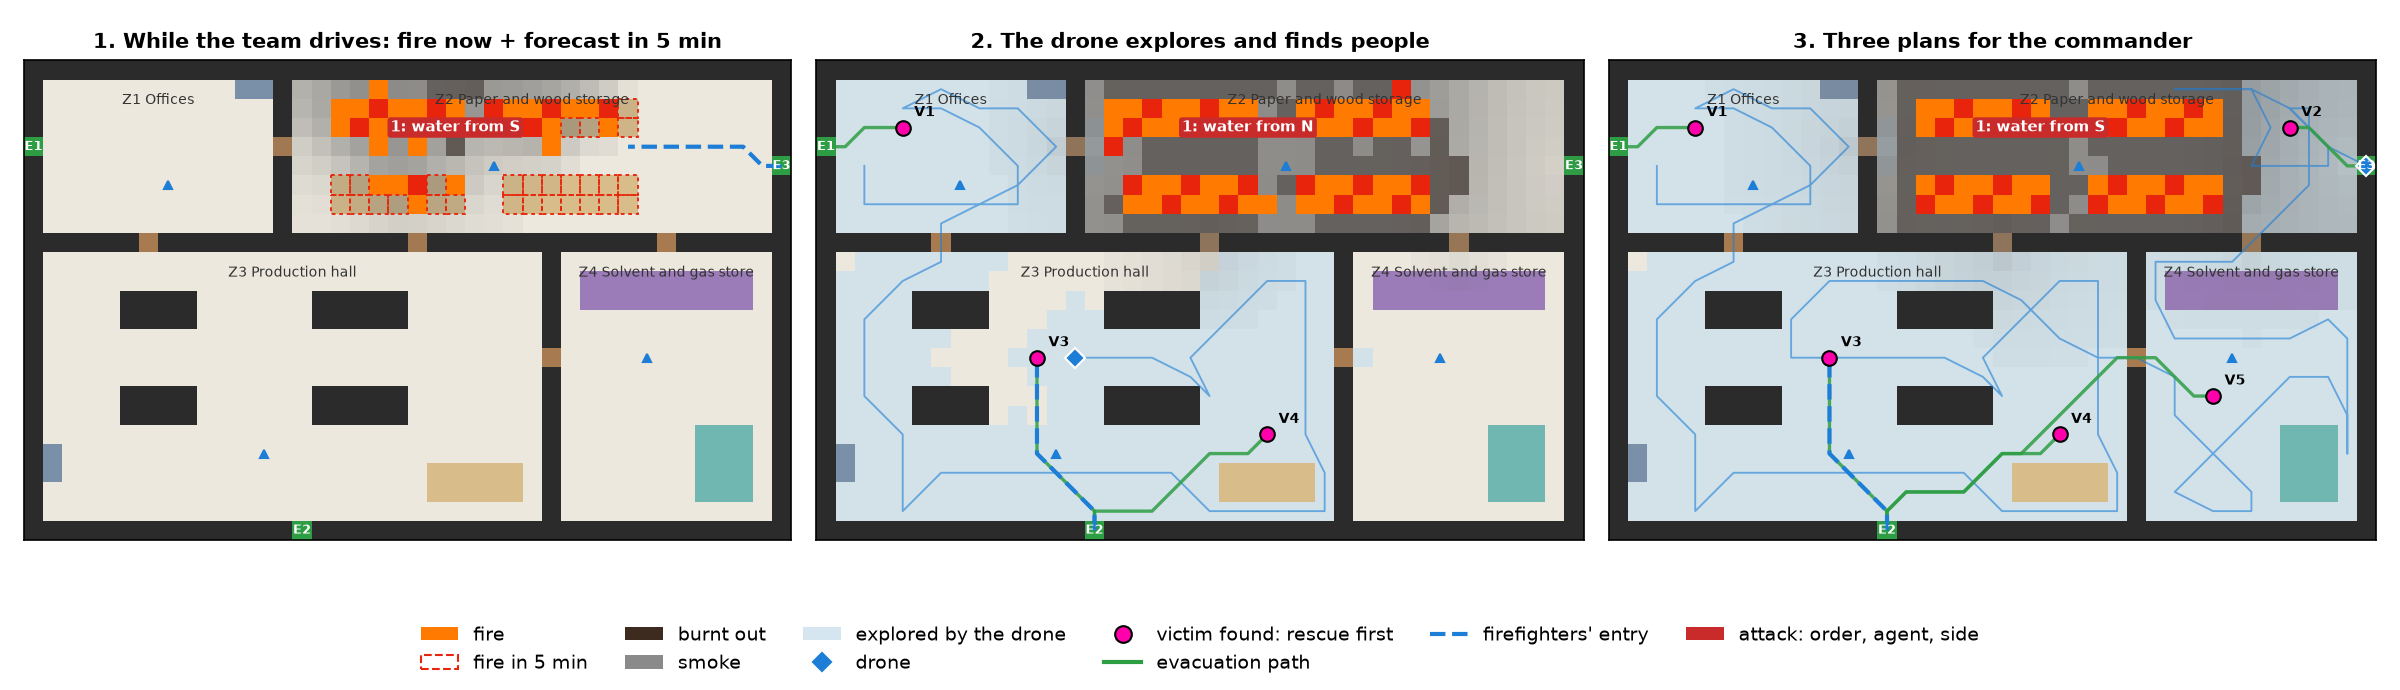 1. While the team drives: fire now + forecast in 5 min
Z1 Offices
Z2 Paper and wood storage
1: water from S
E1
E3
Z3 Production hall
Z4 Solvent and gas store
E2
2. The drone explores and finds people
Z1 Offices
V1
Z2 Paper and wood storage
1: water from N
E1
E3
Z3 Production hall
Z4 Solvent and gas store
V3
V4
E2
3. Three plans for the commander
Z1 Offices
V1
Z2 Paper and wood storage
V2
1: water from S
E1
E3
Z3 Production hall
Z4 Solvent and gas store
V3
V5
V4
E2
fire
burnt out
explored by the drone
victim found: rescue first
firefighters' entry
attack: order, agent, side
fire in 5 min
smoke
drone
evacuation path